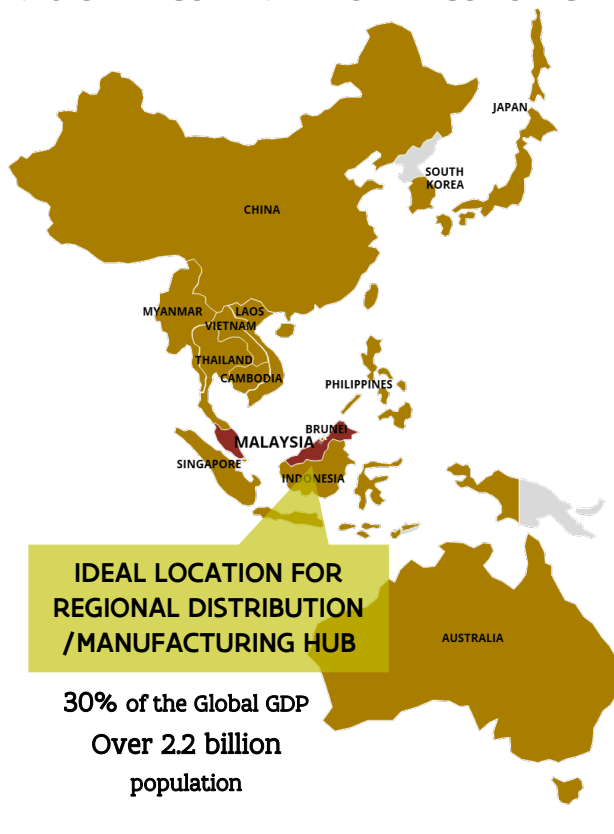 JAPAN
SOUTH
KOREA
CHINA
MYANMAR
LAOS
VIETNAM
THAILAND
CAMBODIA
PHILIPPINES
BRUNEI
MALAYSIA
SINGAPORE
INDONESIA
IDEAL LOCATION FOR
REGIONAL DISTRIBUTION
/MANUFACTURING HUB
AUSTRALIA
30% of the Global GDP
Over 2.2 billion
population